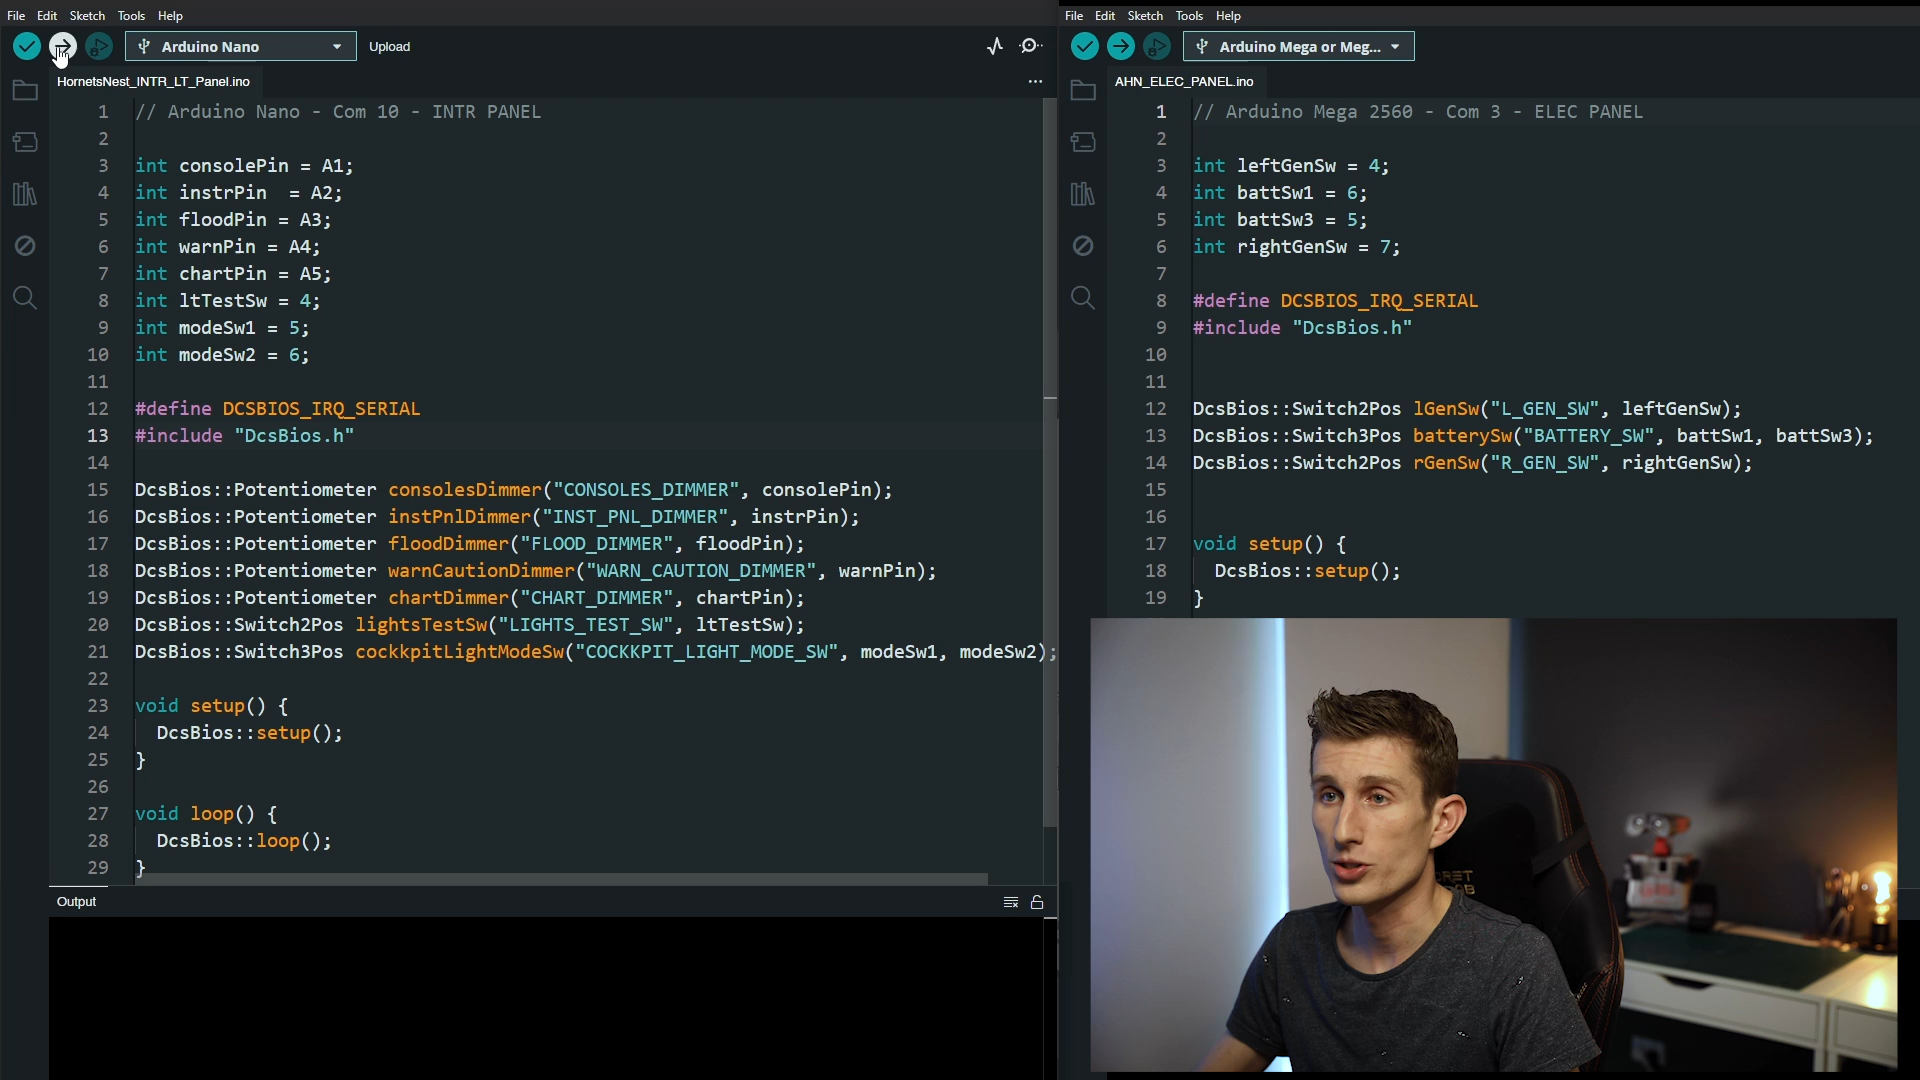 File Edit Sketch Tools Help
Arduino Nano
Upload
HornetsNest_INTR_LT_Panel.ino
1 // Arduino Nano - Com 10 - INTR PANEL
2
3 int consolePin = A1;
4 int instrPin  = A2;
5 int floodPin = A3;
6 int warnPin = A4;
7 int chartPin = A5;
8 int ltTestSw = 4;
9 int modeSw1 = 5;
10 int modeSw2 = 6;
11
12 #define DCSBIOS_IRQ_SERIAL
13 #include "DcsBios.h"
14
15 DcsBios::Potentiometer consolesDimmer("CONSOLES_DIMMER", consolePin);
16 DcsBios::Potentiometer instPnlDimmer("INST_PNL_DIMMER", instrPin);
17 DcsBios::Potentiometer floodDimmer("FLOOD_DIMMER", floodPin);
18 DcsBios::Potentiometer warnCautionDimmer("WARN_CAUTION_DIMMER", warnPin);
19 DcsBios::Potentiometer chartDimmer("CHART_DIMMER", chartPin);
20 DcsBios::Switch2Pos lightsTestSw("LIGHTS_TEST_SW", ltTestSw);
21 DcsBios::Switch3Pos cockkpitLightModeSw("COCKKPIT_LIGHT_MODE_SW", modeSw1, modeSw2);
22
23 void setup() {
24   DcsBios::setup();
25 }
26
27 void loop() {
28   DcsBios::loop();
29 }
Output
File Edit Sketch Tools Help
Arduino Mega or Meg...
AHN_ELEC_PANEL.ino
1 // Arduino Mega 2560 - Com 3 - ELEC PANEL
2
3 int leftGenSw = 4;
4 int battSw1 = 6;
5 int battSw3 = 5;
6 int rightGenSw = 7;
7
8 #define DCSBIOS_IRQ_SERIAL
9 #include "DcsBios.h"
10
11
12 DcsBios::Switch2Pos lGenSw("L_GEN_SW", leftGenSw);
13 DcsBios::Switch3Pos batterySw("BATTERY_SW", battSw1, battSw3);
14 DcsBios::Switch2Pos rGenSw("R_GEN_SW", rightGenSw);
15
16
17 void setup() {
18   DcsBios::setup();
19 }